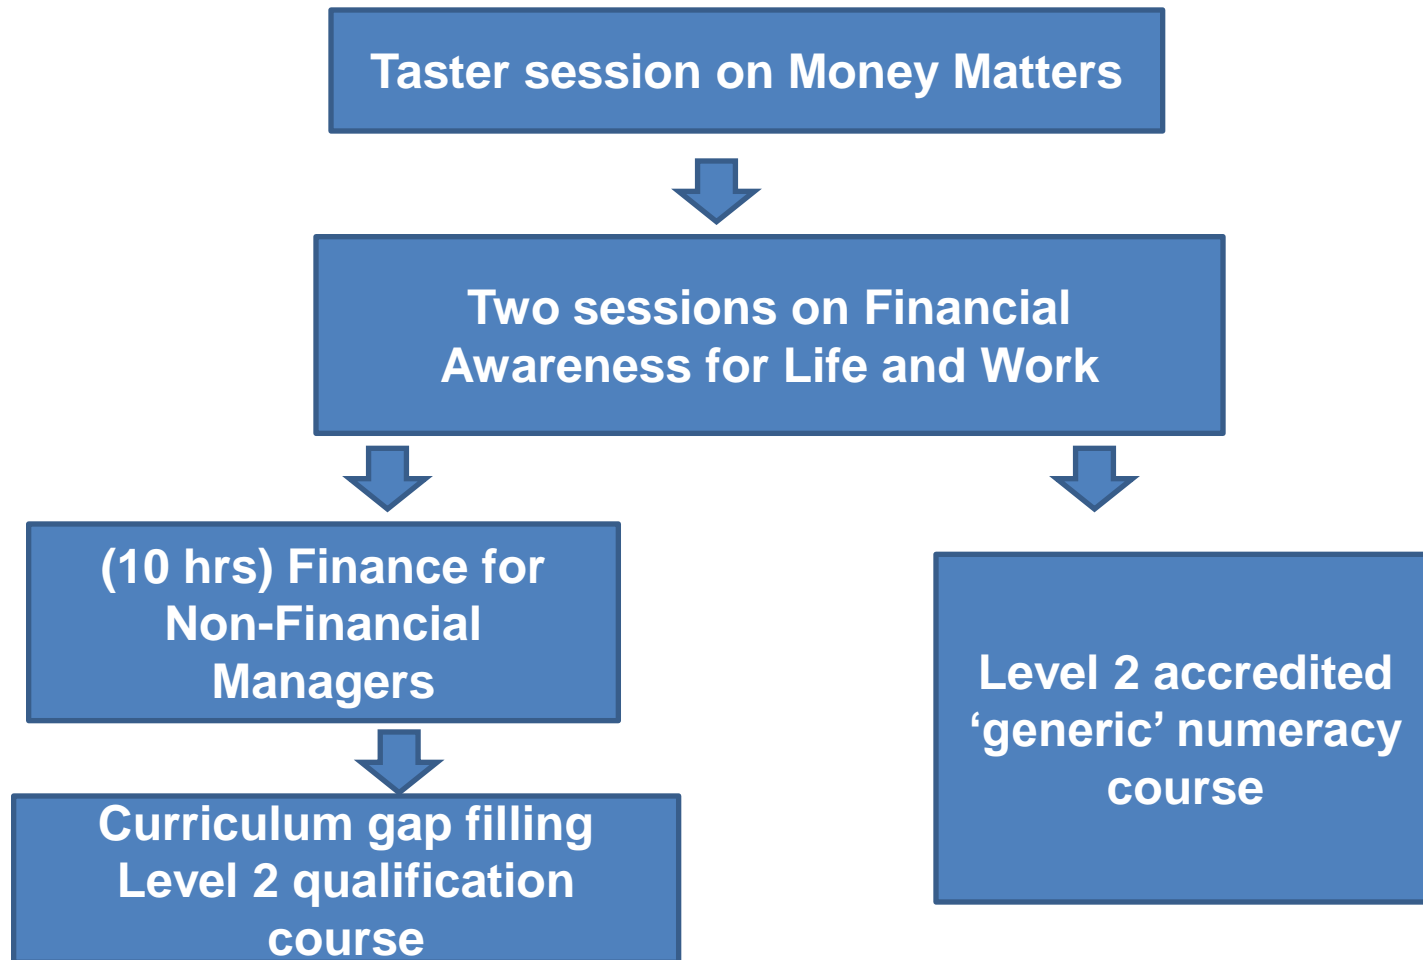 Taster session on Money Matters
Two sessions on Financial
Awareness for Life and Work
(10 hrs) Finance for
Non-Financial
Managers
Level 2 accredited
‘generic’ numeracy
course
Curriculum gap filling
Level 2 qualification
course